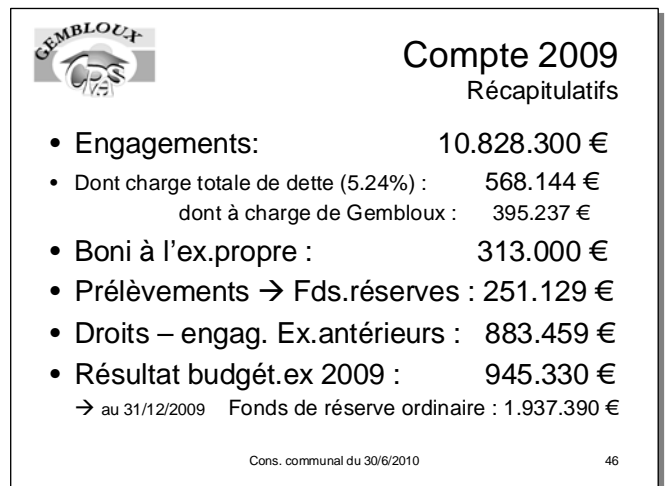 GEMBLOUX
CPAS
Compte 2009
Récapitulatifs
• Engagements: 10.828.300 €
• Dont charge totale de dette (5.24%) : 568.144 €
dont à charge de Gembloux : 395.237 €
• Boni à l’ex.propre : 313.000 €
• Prélèvements → Fds.réserves : 251.129 €
• Droits – engag. Ex.antérieurs : 883.459 €
• Résultat budgét.ex 2009 : 945.330 €
→ au 31/12/2009 Fonds de réserve ordinaire : 1.937.390 €
Cons. communal du 30/6/2010 46